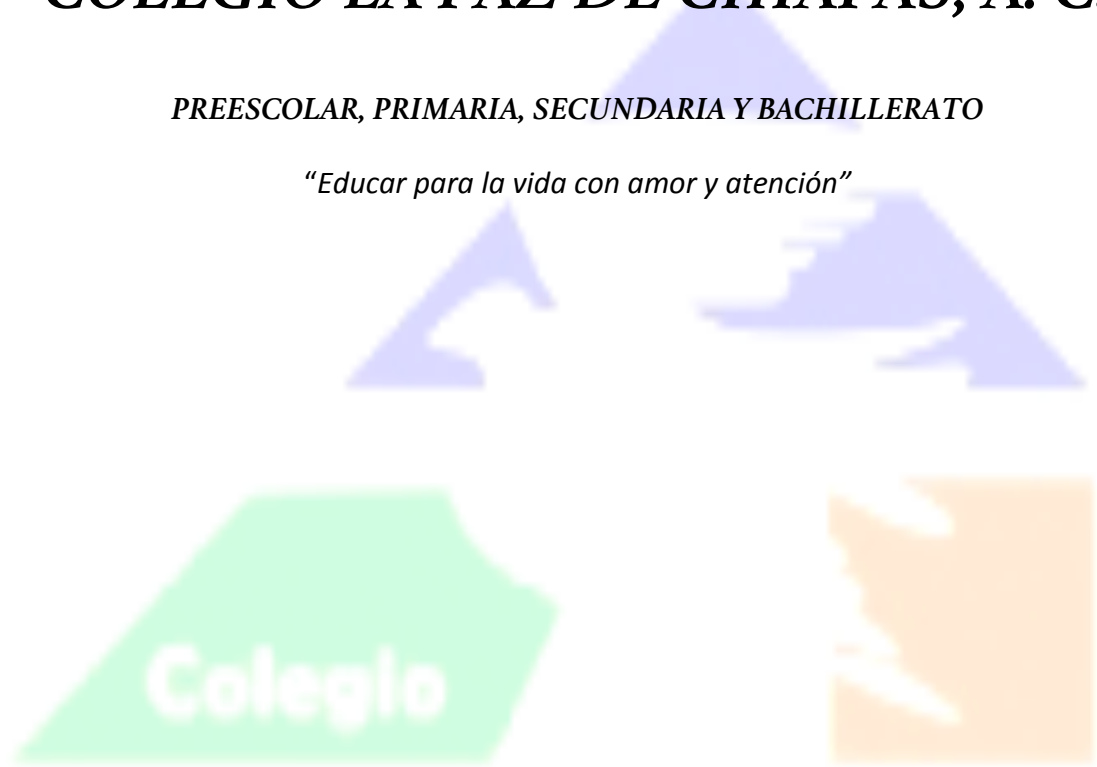 COLEGIO LA PAZ DE CHIAPAS, A. C.
PREESCOLAR, PRIMARIA, SECUNDARIA Y BACHILLERATO
“Educar para la vida con amor y atención”
Colegio